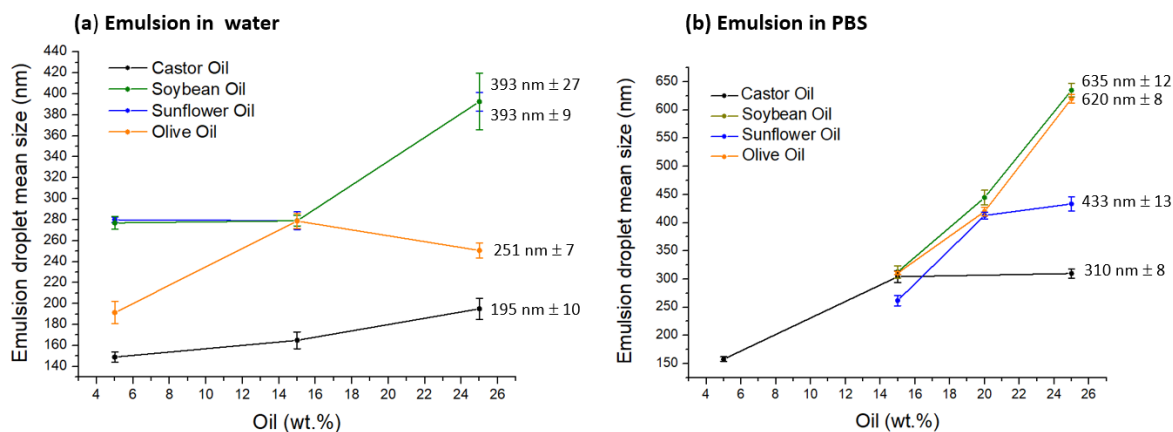 (a) Emulsion in water
Emulsion droplet mean size (nm)
440
420
400
380
360
340
320
300
280
260
240
220
200
180
160
140
Castor Oil
Soybean Oil
Sunflower Oil
Olive Oil
393 nm ± 27
393 nm ± 9
251 nm ± 7
195 nm ± 10
4 6 8 10 12 14 16 18 20 22 24 26
Oil (wt.%)
(b) Emulsion in PBS
Emulsion droplet mean size (nm)
650
600
550
500
450
400
350
300
250
200
150
Castor Oil
Soybean Oil
Sunflower Oil
Olive Oil
635 nm ± 12
620 nm ± 8
433 nm ± 13
310 nm ± 8
4 6 8 10 12 14 16 18 20 22 24 26
Oil (wt.%)